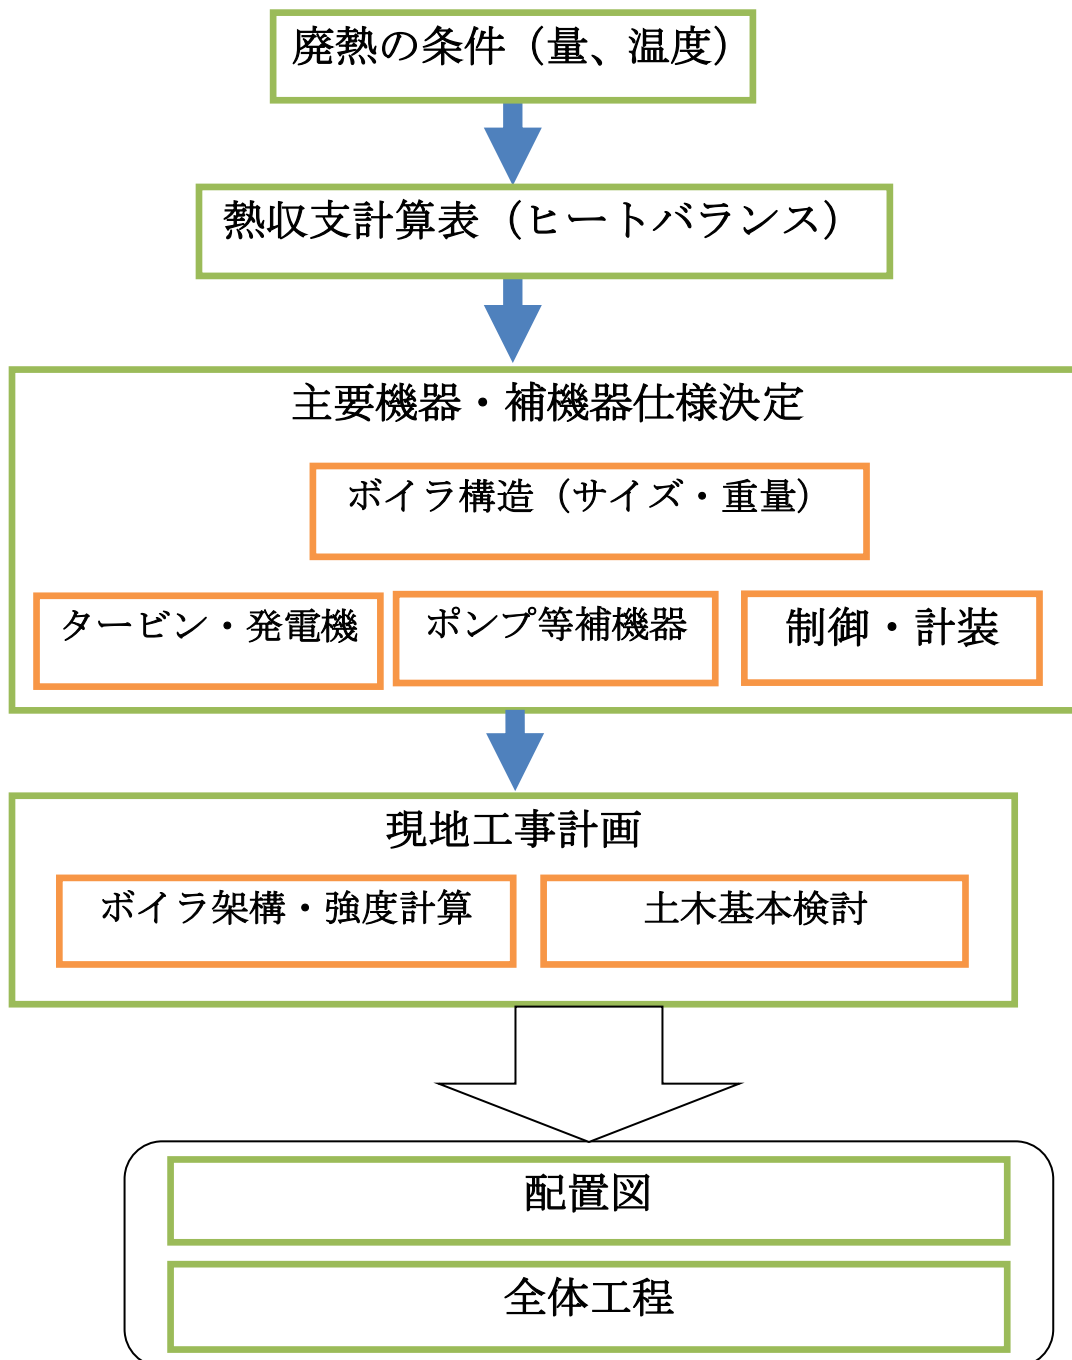 廃熱の条件（量、温度）
熱収支計算表（ヒートバランス）
主要機器・補機器仕様決定
ボイラ構造（サイズ・重量）
タービン・発電機
ポンプ等補機器
制御・計装
現地工事計画
ボイラ架構・強度計算
土木基本検討
配置図
全体工程